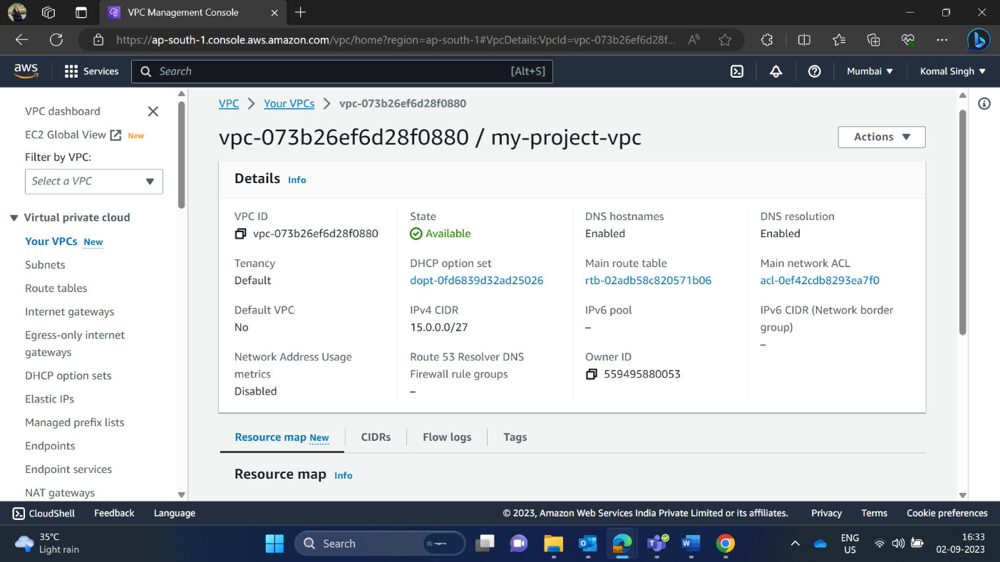 VPC Management Console
https://ap-south-1.console.aws.amazon.com/vpc/home?region=ap-south-1#VpcDetails:VpcId=vpc-073b26ef6d28f...
aws
Services
Search
[Alt+S]
Mumbai
Komal Singh
VPC dashboard
EC2 Global View New
Filter by VPC:
Select a VPC
Virtual private cloud
Your VPCs New
Subnets
Route tables
Internet gateways
Egress-only internet
gateways
DHCP option sets
Elastic IPs
Managed prefix lists
Endpoints
Endpoint services
NAT gateways
VPC > Your VPCs > vpc-073b26ef6d28f0880
vpc-073b26ef6d28f0880 / my-project-vpc
Actions
Details Info
VPC ID
vpc-073b26ef6d28f0880
State
Available
DNS hostnames
Enabled
DNS resolution
Enabled
Tenancy
Default
DHCP option set
dopt-0fd6839d32ad25026
Main route table
rtb-02adb58c820571b06
Main network ACL
acl-0ef42cdb8293ea7f0
Default VPC
No
IPv4 CIDR
15.0.0.0/27
IPv6 pool
–
IPv6 CIDR (Network border
group)
–
Network Address Usage
metrics
Disabled
Route 53 Resolver DNS
Firewall rule groups
–
Owner ID
559495880053
Resource map New
CIDRs
Flow logs
Tags
Resource map Info
CloudShell
Feedback
Language
© 2023, Amazon Web Services India Private Limited or its affiliates.
Privacy
Terms
Cookie preferences
35°C
Light rain
Search
ENG
US
16:33
02-09-2023